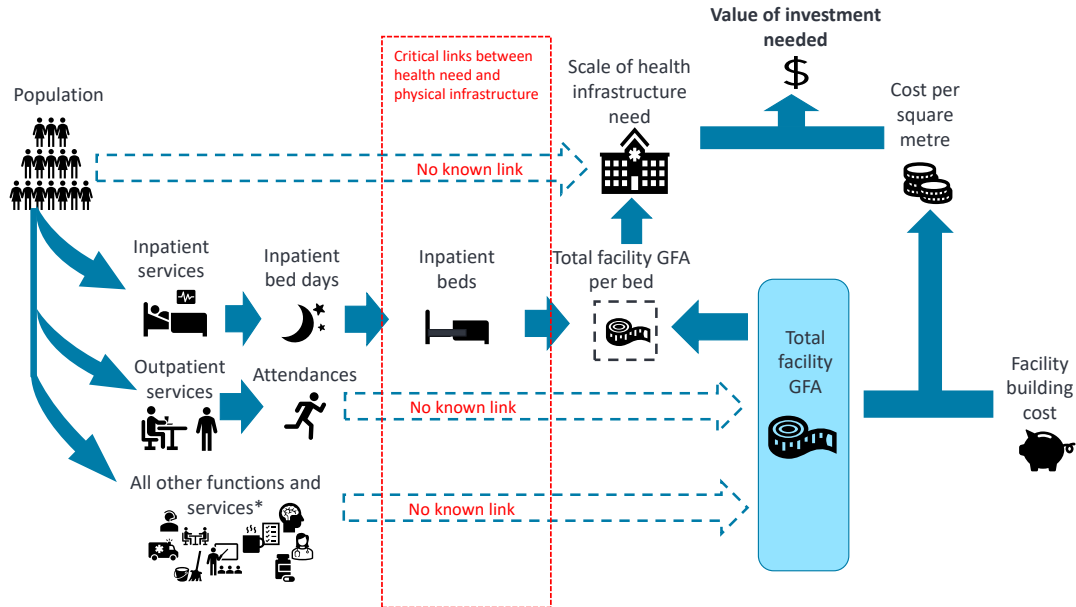 Value of investment
needed
$
Critical links between
health need and
physical infrastructure
Scale of health
infrastructure
need
Cost per
square
metre
Population
No known link
Inpatient
services
Inpatient
bed days
Inpatient
beds
Total facility GFA
per bed
Total
facility
GFA
Facility
building
cost
Outpatient
services
Attendances
No known link
All other functions and
services*
No known link